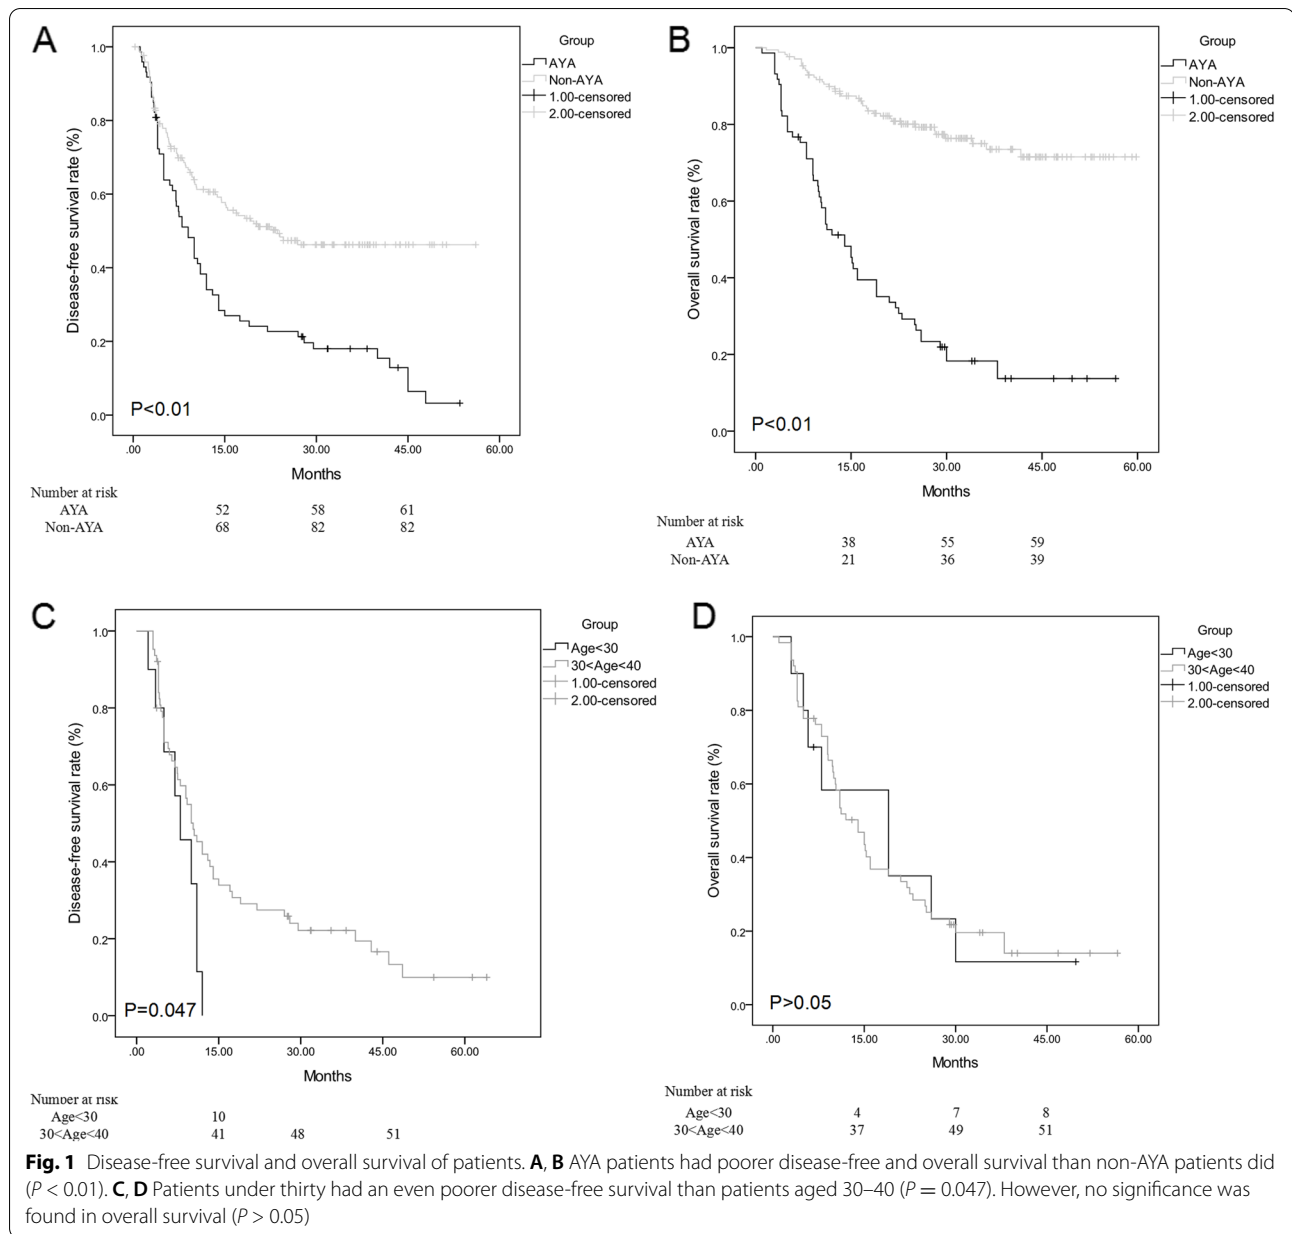 A
Group
AYA
Non-AYA
1.00-censored
2.00-censored
Disease-free survival rate (%)
1.0
0.8
0.6
0.4
0.2
0.0
P<0.01
.00 15.00 30.00 45.00 60.00
Months
Number at risk
AYA 52 58 61
Non-AYA 68 82 82
B
Group
AYA
Non-AYA
1.00-censored
2.00-censored
Overall survival rate (%)
1.0
0.8
0.6
0.4
0.2
0.0
P<0.01
.00 15.00 30.00 45.00 60.00
Months
Number at risk
AYA 38 55 59
Non-AYA 21 36 39
C
Group
Age<30
30<Age<40
1.00-censored
2.00-censored
Disease-free survival rate (%)
1.0
0.8
0.6
0.4
0.2
0.0
P=0.047
.00 15.00 30.00 45.00 60.00
Months
Number at risk
Age<30 10
30<Age<40 41 48 51
D
Group
Age<30
30<Age<40
1.00-censored
2.00-censored
Overall survival rate (%)
1.0
0.8
0.6
0.4
0.2
0.0
P>0.05
.00 15.00 30.00 45.00 60.00
Months
Number at risk
Age<30 4 7 8
30<Age<40 37 49 51
Fig. 1 Disease-free survival and overall survival of patients. A, B AYA patients had poorer disease-free and overall survival than non-AYA patients did
(P < 0.01). C, D Patients under thirty had an even poorer disease-free survival than patients aged 30–40 (P = 0.047). However, no significance was
found in overall survival (P > 0.05)